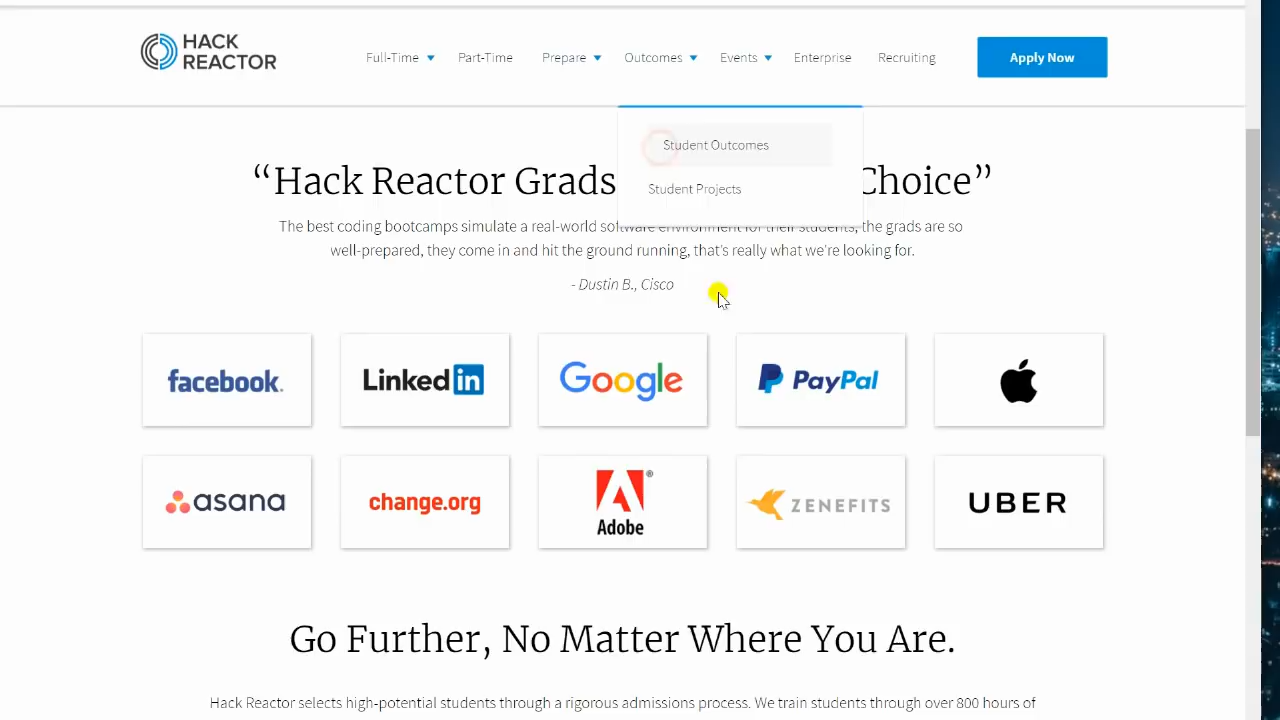 HACK
REACTOR
Full-Time
Part-Time
Prepare
Outcomes
Events
Enterprise
Recruiting
Apply Now
Student Outcomes
Student Projects
“Hack Reactor Grads Choice”
The best coding bootcamps simulate a real-world software environment for their students, the grads are so
well-prepared, they come in and hit the ground running, that's really what we're looking for.
- Dustin B., Cisco
facebook.
Linked in
Google
PayPal
asana
change.org
Adobe
ZENEFITS
UBER
Go Further, No Matter Where You Are.
Hack Reactor selects high-potential students through a rigorous admissions process. We train students through over 800 hours of